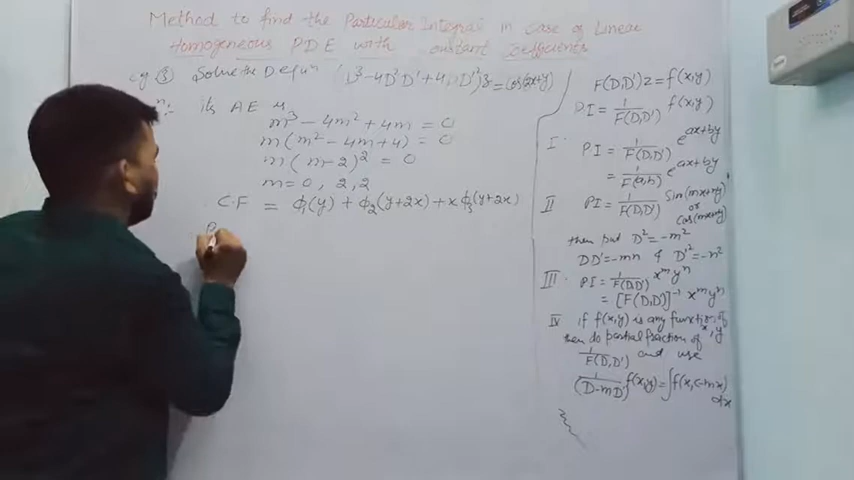 Method to find the Particular Integral in case of Linear
Homogeneous PDE with constant coefficients
eg ③ Solve the D equⁿ (D³-4D²D'+4DD'²)z = cos(2x+y)
its AE is
m³ - 4m² + 4m = 0
m(m² - 4m + 4) = 0
m(m-2)² = 0
m = 0, 2, 2
C.F = ϕ₁(y) + ϕ₂(y+2x) + xϕ₃(y+2x)
P
F(D,D')z = f(x,y)
PI = 1/F(D,D') f(x,y)
I PI = 1/F(D,D') e^(ax+by)
= 1/F(a,b) e^(ax+by)
II PI = 1/F(D,D') sin(mx+ny) or cos(mx+ny)
then put D² = -m²
DD' = -mn & D'² = -n²
III PI = 1/F(D,D') x^m y^n
= [F(D,D')]⁻¹ x^m y^n
IV if f(x,y) is any function of x, y
then do partial fraction of
1/F(D,D') and use
(1/D-mD') f(x,y) = ∫f(x,c-mx)dx